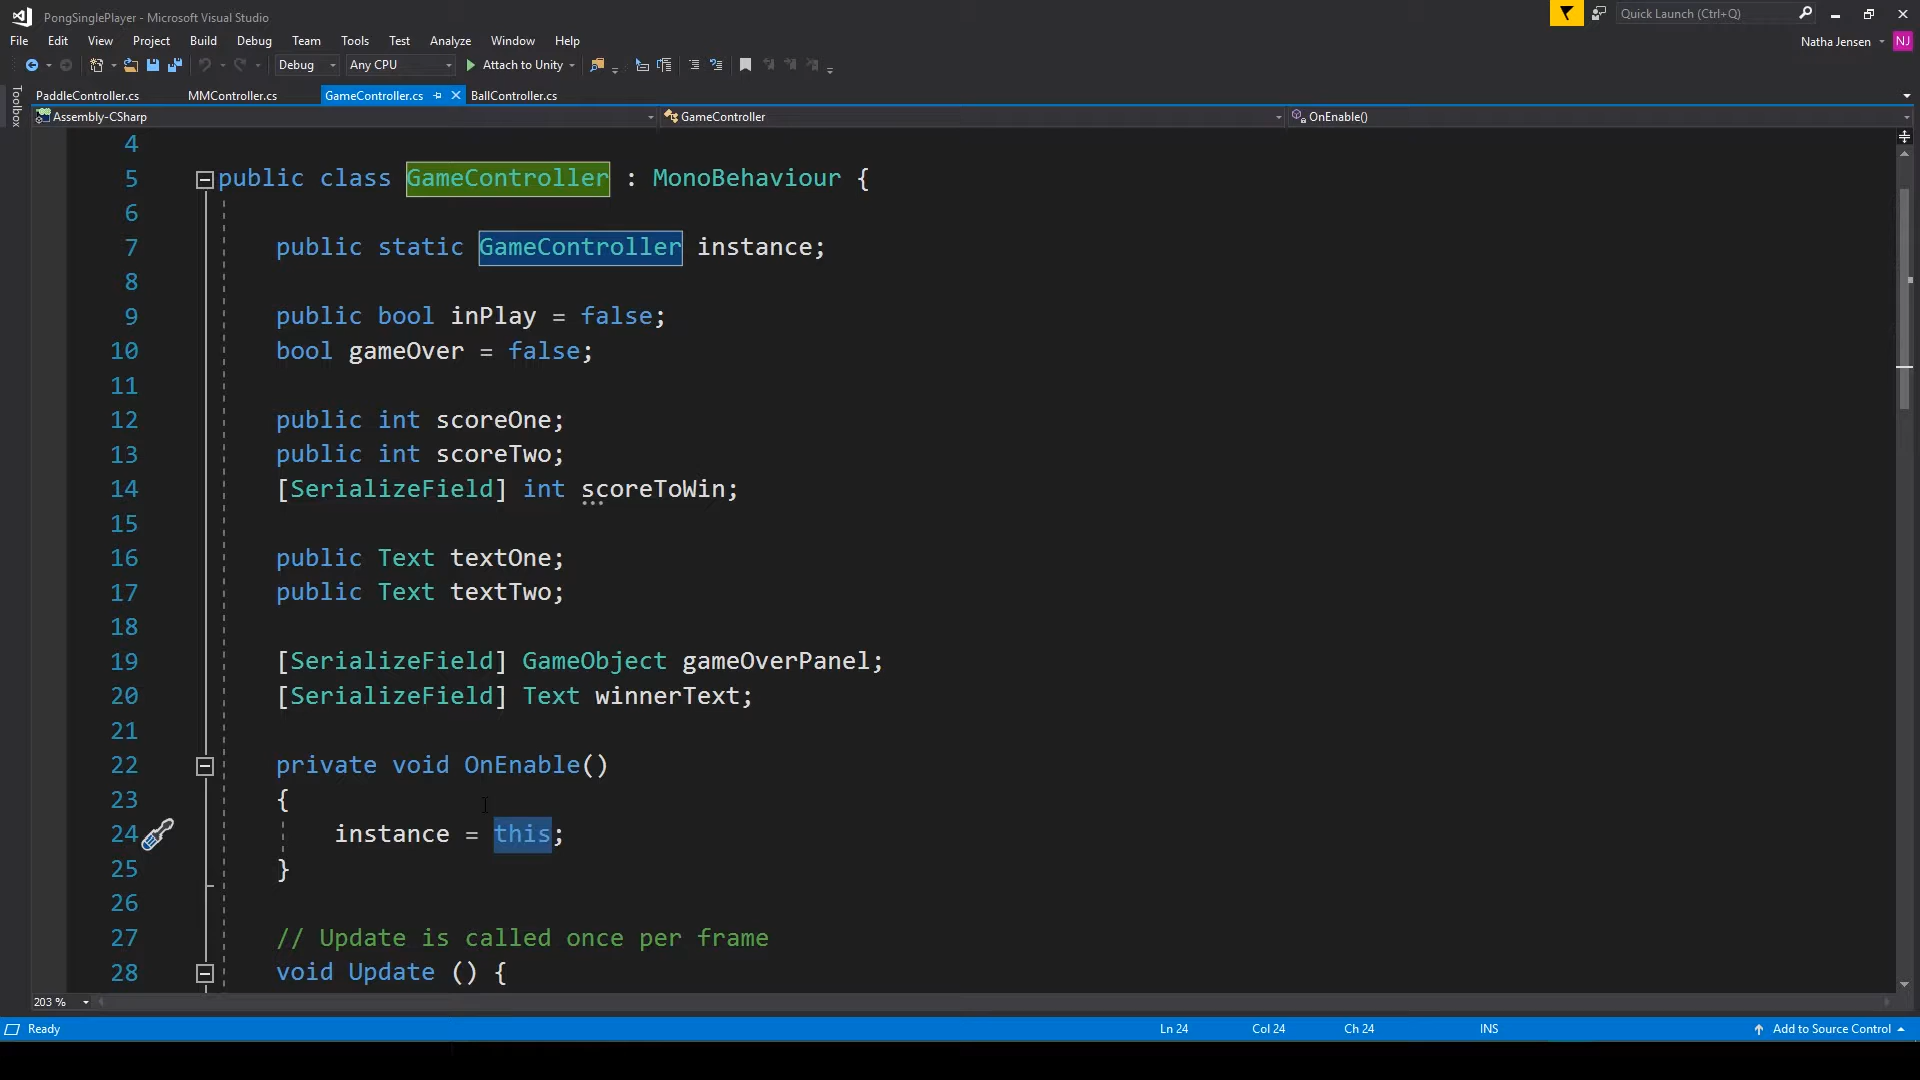 PongSinglePlayer - Microsoft Visual Studio
Quick Launch (Ctrl+Q)
File Edit View Project Build Debug Team Tools Test Analyze Window Help
Natha Jensen NJ
Debug Any CPU Attach to Unity
Toolbox
PaddleController.cs MMController.cs GameController.cs BallController.cs
Assembly-CSharp GameController OnEnable()
4
5 public class GameController : MonoBehaviour {
6
7 public static GameController instance;
8
9 public bool inPlay = false;
10 bool gameOver = false;
11
12 public int scoreOne;
13 public int scoreTwo;
14 [SerializeField] int scoreToWin;
15
16 public Text textOne;
17 public Text textTwo;
18
19 [SerializeField] GameObject gameOverPanel;
20 [SerializeField] Text winnerText;
21
22 private void OnEnable()
23 {
24 instance = this;
25 }
26
27 // Update is called once per frame
28 void Update () {
203 %
Ready Ln 24 Col 24 Ch 24 INS Add to Source Control